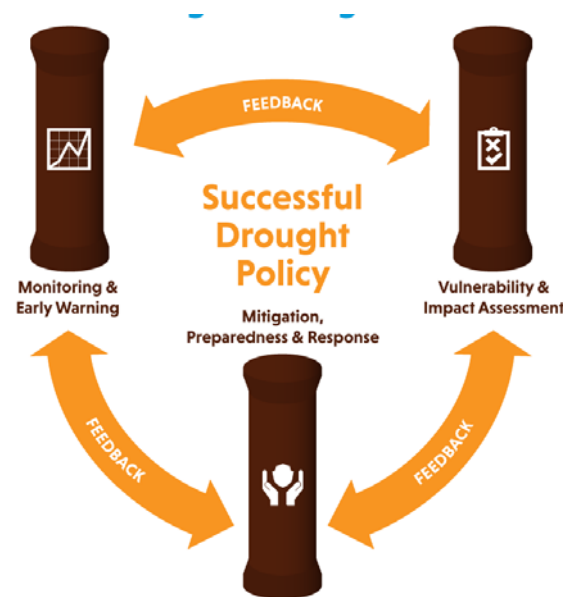 FEEDBACK
Successful
Drought
Policy
Monitoring &
Early Warning
Vulnerability &
Impact Assessment
Mitigation,
Preparedness & Response
FEEDBACK
FEEDBACK